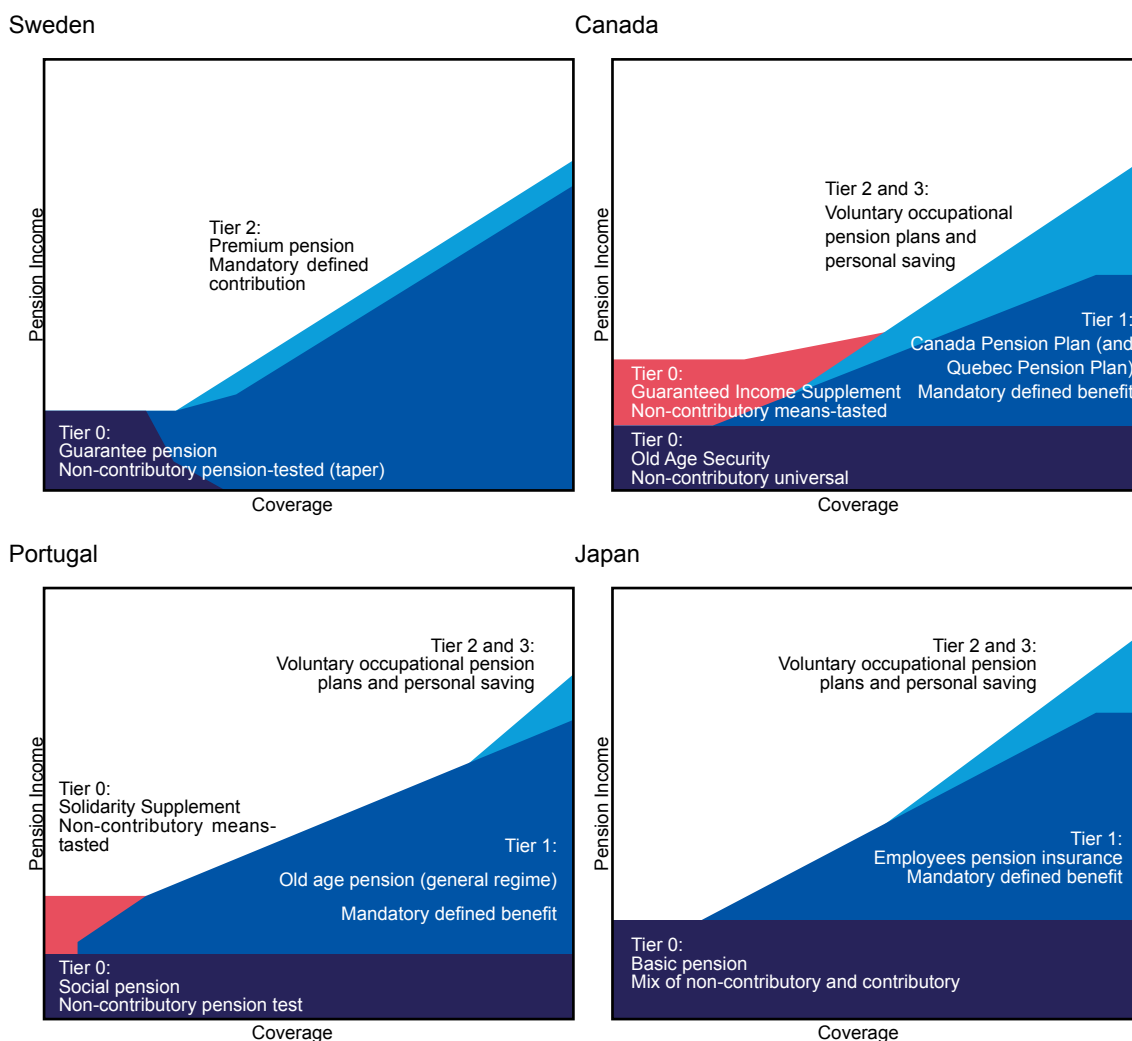 Sweden
Pension Income
Tier 2:
Premium pension
Mandatory defined
contribution
Tier 0:
Guarantee pension
Non-contributory pension-tested (taper)
Coverage
Canada
Pension Income
Tier 2 and 3:
Voluntary occupational
pension plans and
personal saving
Tier 1:
Canada Pension Plan (and
Quebec Pension Plan)
Mandatory defined benefit
Tier 0:
Guaranteed Income Supplement
Non-contributory means-tasted
Tier 0:
Old Age Security
Non-contributory universal
Coverage
Portugal
Pension Income
Tier 2 and 3:
Voluntary occupational pension
plans and personal saving
Tier 0:
Solidarity Supplement
Non-contributory means-
tasted
Tier 1:
Old age pension (general regime)
Mandatory defined benefit
Tier 0:
Social pension
Non-contributory pension test
Coverage
Japan
Pension Income
Tier 2 and 3:
Voluntary occupational pension
plans and personal saving
Tier 1:
Employees pension insurance
Mandatory defined benefit
Tier 0:
Basic pension
Mix of non-contributory and contributory
Coverage